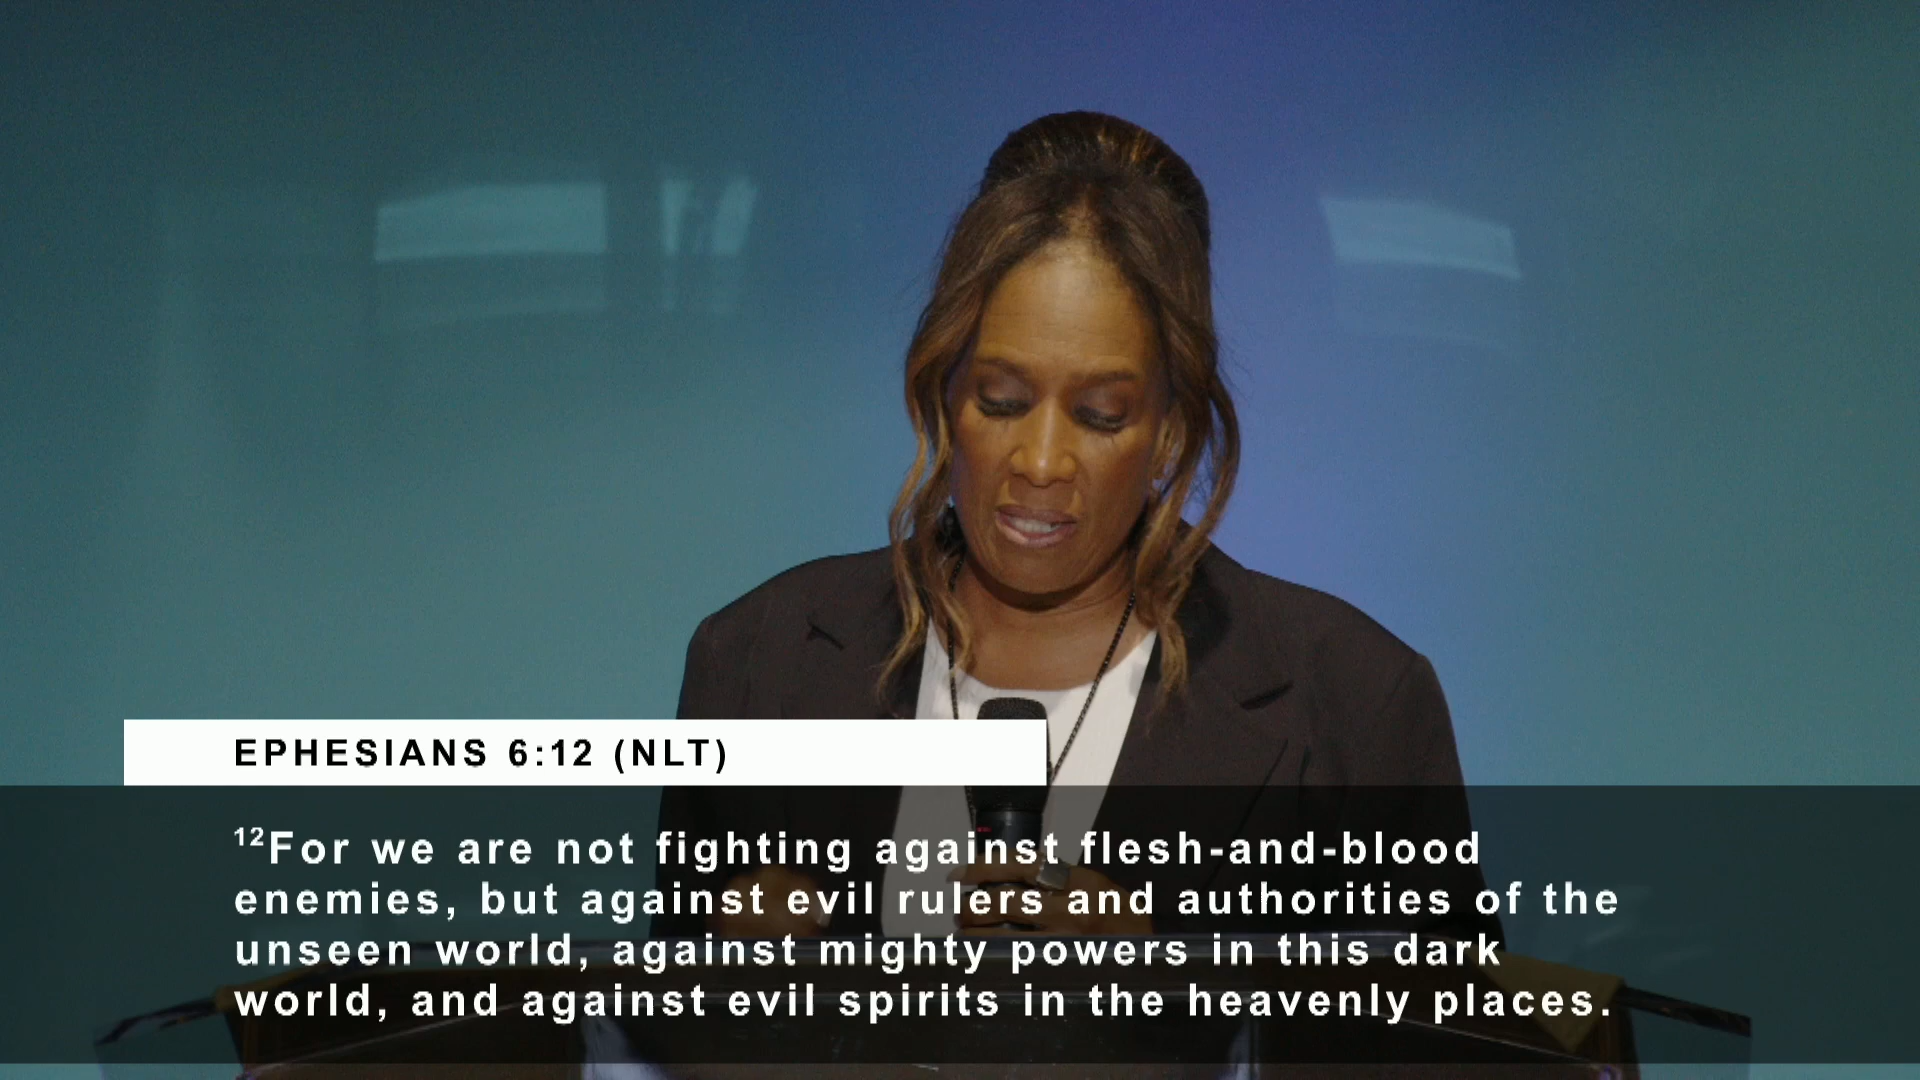 EPHESIANS 6:12 (NLT)
¹²For we are not fighting against flesh-and-blood
enemies, but against evil rulers and authorities of the
unseen world, against mighty powers in this dark
world, and against evil spirits in the heavenly places.